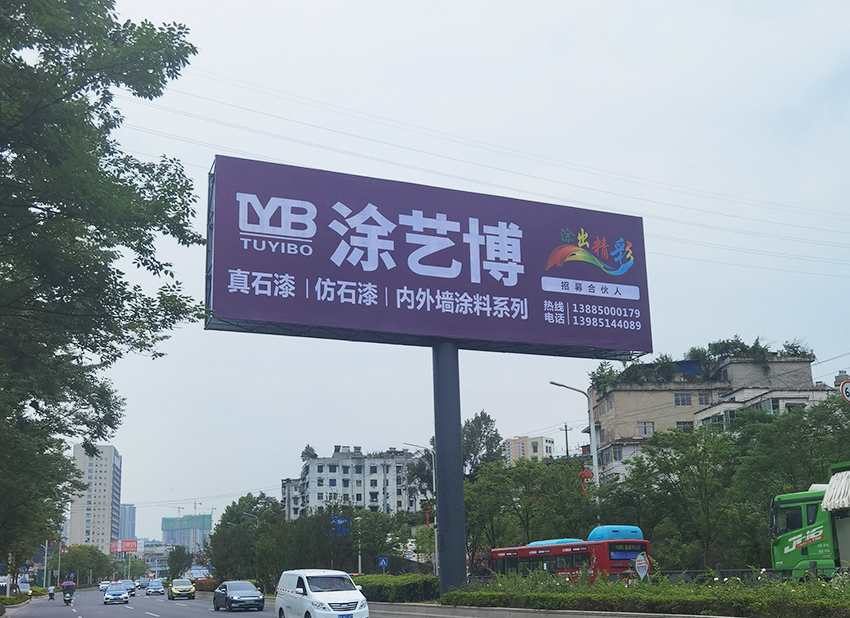 TYB
TUYIBO
涂艺博
真石漆 | 仿石漆 | 内外墙涂料系列
涂出精彩
招募合伙人
热线电话
13885000179
13985144089